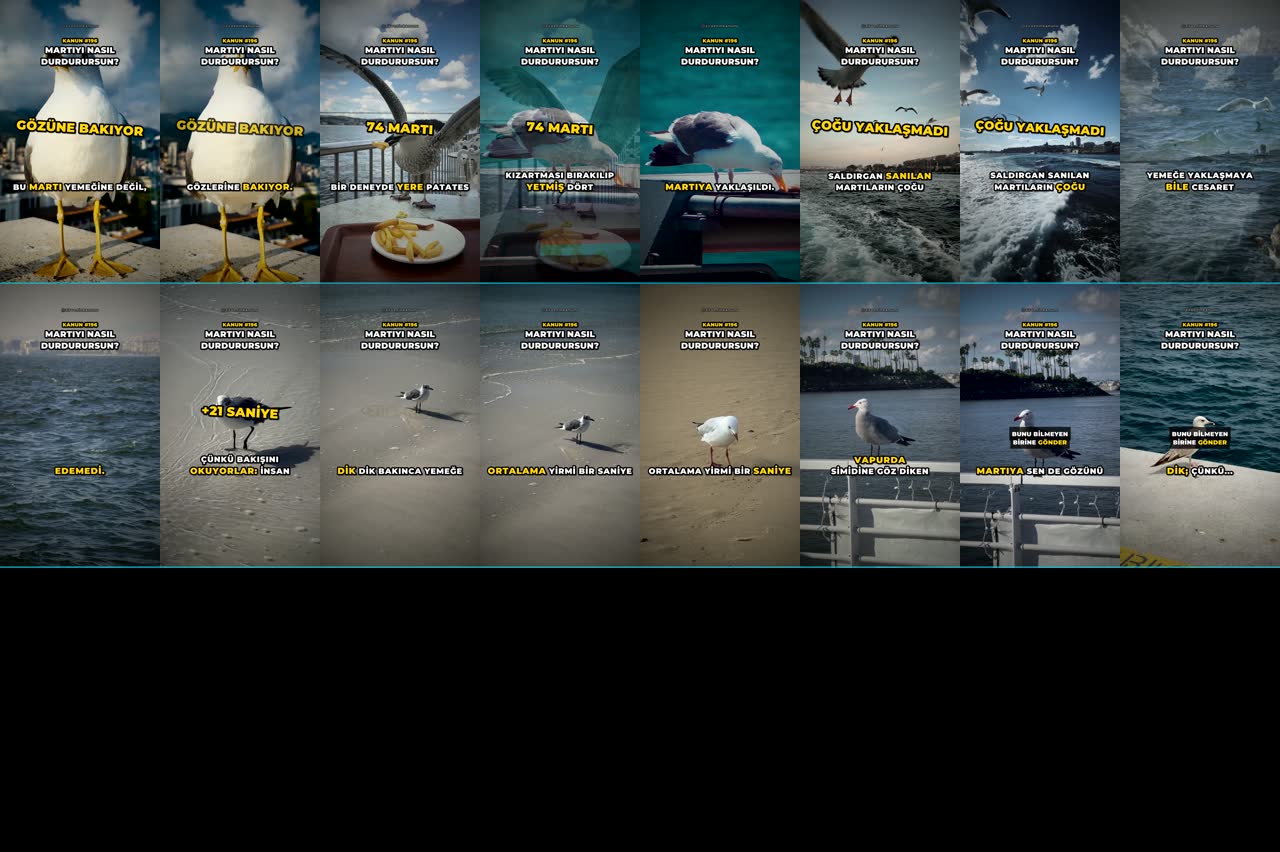 KANUN #196
MARTIYI NASIL
DURDURURSUN?
GÖZÜNE BAKIYOR
BU MARTI YEMEĞİNE DEĞİL,
KANUN #196
MARTIYI NASIL
DURDURURSUN?
GÖZÜNE BAKIYOR
GÖZLERİNE BAKIYOR.
KANUN #196
MARTIYI NASIL
DURDURURSUN?
74 MARTI
BİR DENEYDE YERE PATATES
KANUN #196
MARTIYI NASIL
DURDURURSUN?
74 MARTI
KIZARTMASI BIRAKILIP
YETMİŞ DÖRT
KANUN #196
MARTIYI NASIL
DURDURURSUN?
MARTIYA YAKLAŞILDI.
KANUN #196
MARTIYI NASIL
DURDURURSUN?
ÇOĞU YAKLAŞMADI
SALDIRGAN SANILAN
MARTILARIN ÇOĞU
KANUN #196
MARTIYI NASIL
DURDURURSUN?
ÇOĞU YAKLAŞMADI
SALDIRGAN SANILAN
MARTILARIN ÇOĞU
KANUN #196
MARTIYI NASIL
DURDURURSUN?
YEMEĞE YAKLAŞMAYA
BİLE CESARET
KANUN #196
MARTIYI NASIL
DURDURURSUN?
EDEMEDİ.
KANUN #196
MARTIYI NASIL
DURDURURSUN?
+21 SANİYE
ÇÜNKÜ BAKIŞINI
OKUYORLAR: İNSAN
KANUN #196
MARTIYI NASIL
DURDURURSUN?
DİK DİK BAKINCA YEMEĞE
KANUN #196
MARTIYI NASIL
DURDURURSUN?
ORTALAMA YİRMİ BİR SANİYE
KANUN #196
MARTIYI NASIL
DURDURURSUN?
ORTALAMA YİRMİ BİR SANİYE
KANUN #196
MARTIYI NASIL
DURDURURSUN?
VAPURDA
SİMİDİNE GÖZ DİKEN
KANUN #196
MARTIYI NASIL
DURDURURSUN?
BUNU BİLMEYEN
BİRİNE GÖNDER
MARTIYA SEN DE GÖZÜNÜ
KANUN #196
MARTIYI NASIL
DURDURURSUN?
BUNU BİLMEYEN
BİRİNE GÖNDER
DİK; ÇÜNKÜ...